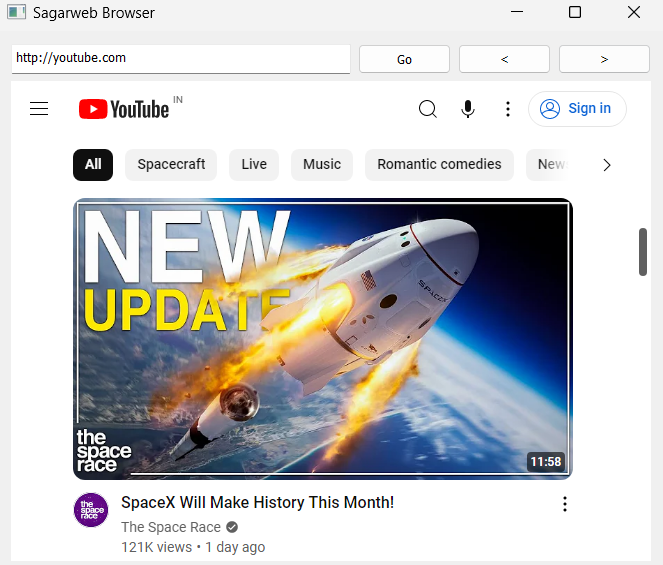 Sagarweb Browser
http://youtube.com Go < >
YouTube IN Sign in
All Spacecraft Live Music Romantic comedies New
NEW
UPDATE
SPACEX
the
space
race
11:58
the
space
race
SpaceX Will Make History This Month!
The Space Race
121K views • 1 day ago